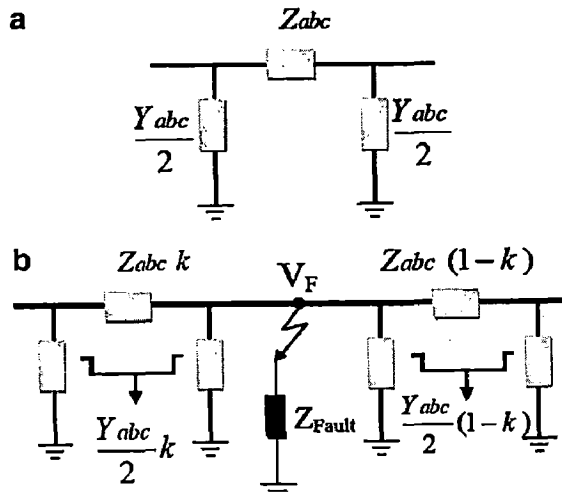 a
Zabc
Yabc
2
Yabc
2
b
Zabc k
VF
Zabc (1-k)
ZFault
Yabc
2 k
Yabc
2 (1-k)